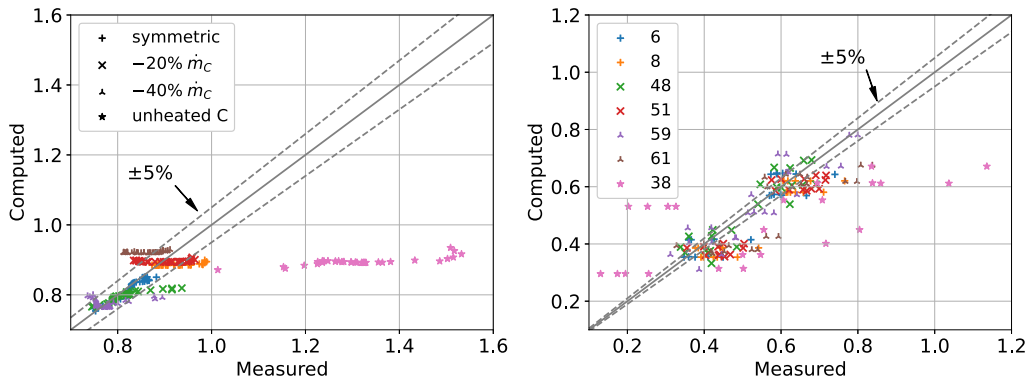 1.6
1.4
1.2
1.0
0.8
Computed
symmetric
−20% ṁ_C
−40% ṁ_C
unheated C
±5%
0.8 1.0 1.2 1.4 1.6
Measured
1.2
1.0
0.8
0.6
0.4
0.2
Computed
6
8
48
51
59
61
38
±5%
0.2 0.4 0.6 0.8 1.0 1.2
Measured